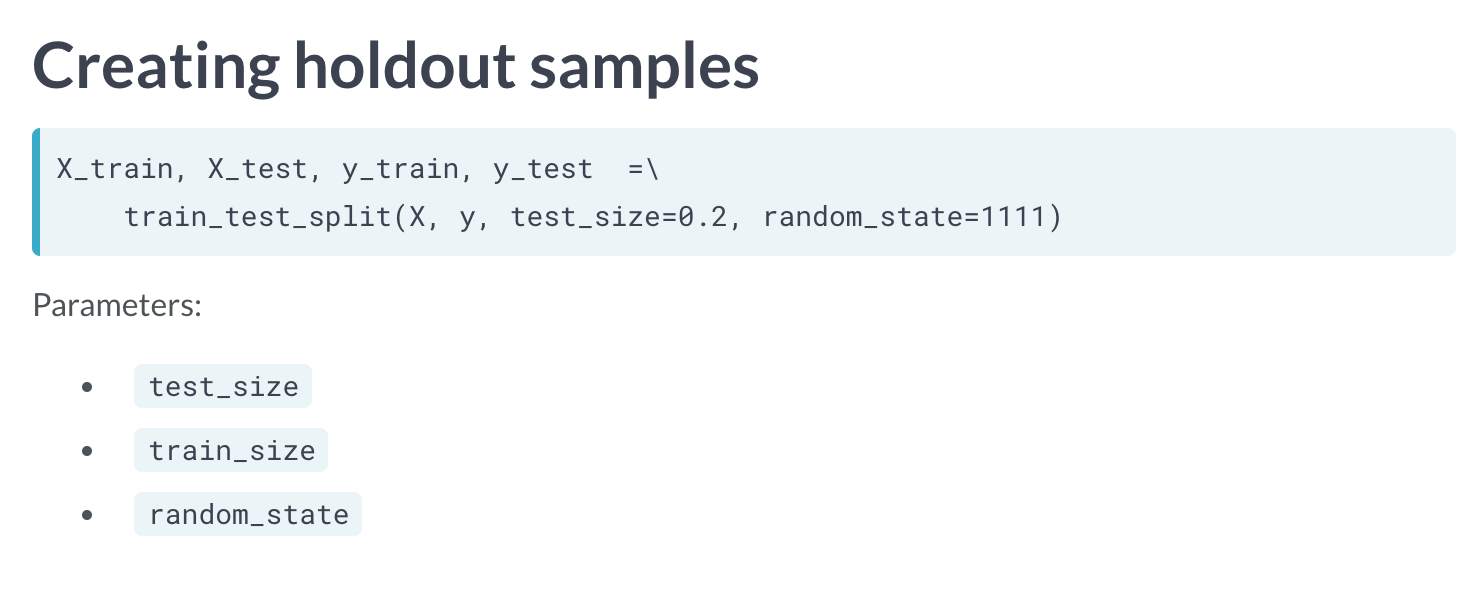 Creating holdout samples
X_train, X_test, y_train, y_test  =\
    train_test_split(X, y, test_size=0.2, random_state=1111)
Parameters:
• test_size
• train_size
• random_state